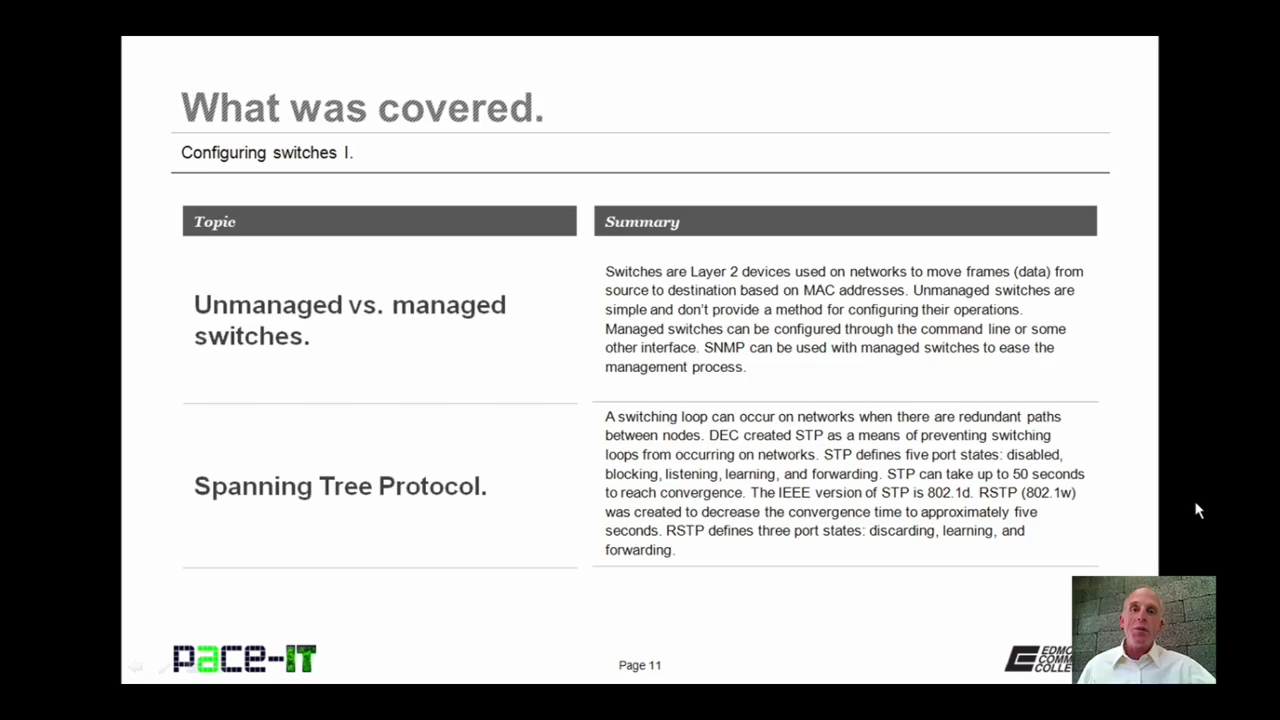 What was covered.
Configuring switches I.
Topic
Summary
Unmanaged vs. managed
switches.
Switches are Layer 2 devices used on networks to move frames (data) from
source to destination based on MAC addresses. Unmanaged switches are
simple and don't provide a method for configuring their operations.
Managed switches can be configured through the command line or some
other interface. SNMP can be used with managed switches to ease the
management process.
Spanning Tree Protocol.
A switching loop can occur on networks when there are redundant paths
between nodes. DEC created STP as a means of preventing switching
loops from occurring on networks. STP defines five port states: disabled,
blocking, listening, learning, and forwarding. STP can take up to 50 seconds
to reach convergence. The IEEE version of STP is 802.1d. RSTP (802.1w)
was created to decrease the convergence time to approximately five
seconds. RSTP defines three port states: discarding, learning, and
forwarding.
pace-IT
Page 11